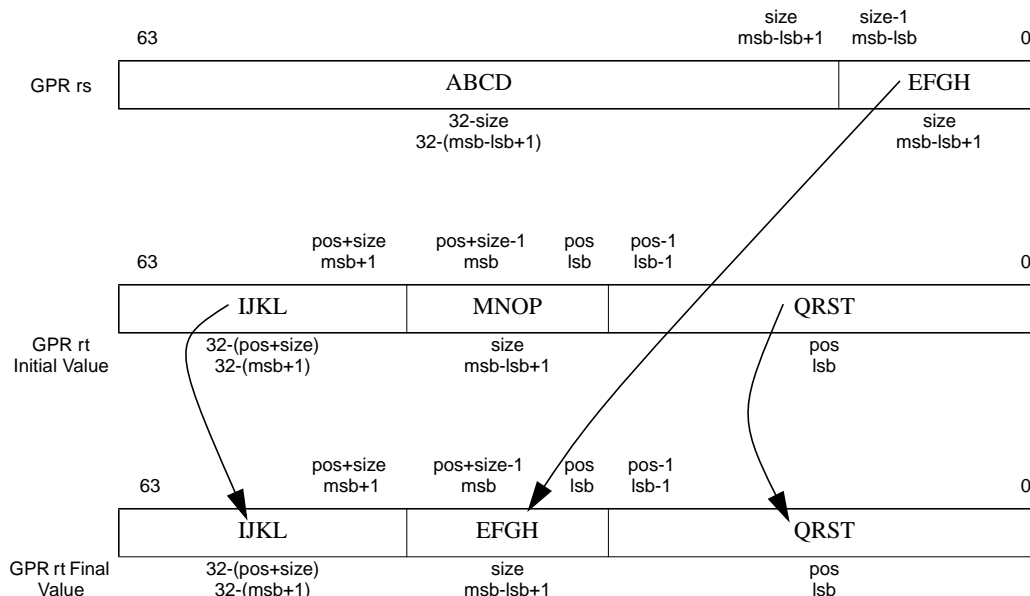 size size-1
63 msb-lsb+1 msb-lsb 0
GPR rs ABCD EFGH
32-size size
32-(msb-lsb+1) msb-lsb+1
pos+size pos+size-1 pos pos-1
63 msb+1 msb lsb lsb-1 0
IJKL MNOP QRST
GPR rt 32-(pos+size) size pos
Initial Value 32-(msb+1) msb-lsb+1 lsb
pos+size pos+size-1 pos pos-1
63 msb+1 msb lsb lsb-1 0
IJKL EFGH QRST
GPR rt Final 32-(pos+size) size pos
Value 32-(msb+1) msb-lsb+1 lsb